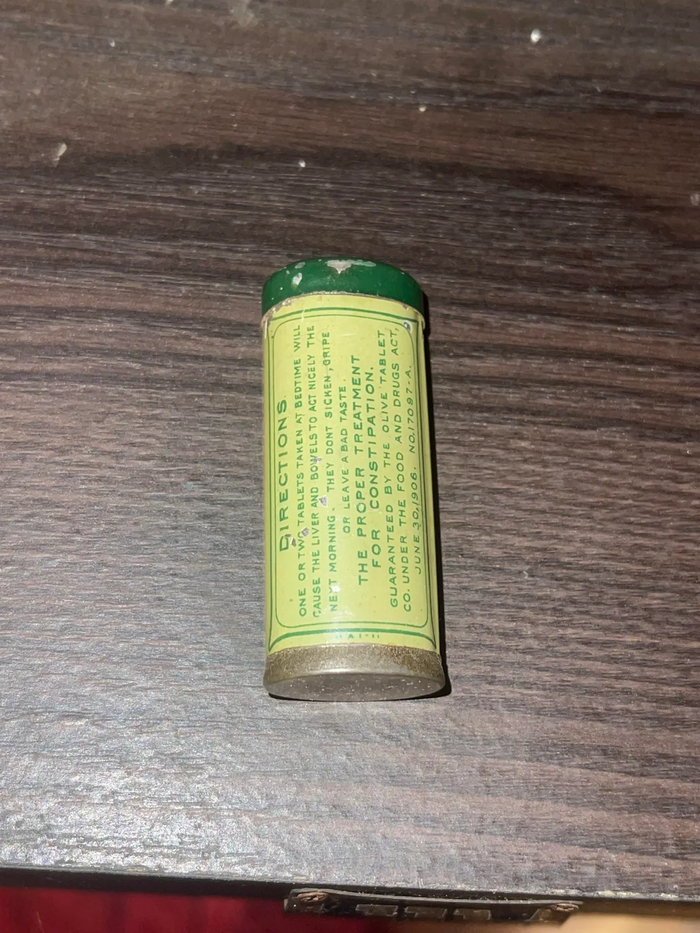 DIRECTIONS
ONE OR TWO TABLETS TAKEN AT BEDTIME WILL
CAUSE THE LIVER AND BOWELS TO ACT NICELY THE
NEXT MORNING. THEY DONT SICKEN, GRIPE
OR LEAVE A BAD TASTE.
THE PROPER TREATMENT
FOR CONSTIPATION.
GUARANTEED BY THE OLIVE TABLET
CO. UNDER THE FOOD AND DRUGS ACT,
JUNE 30, 1906. NO. 17097-A.